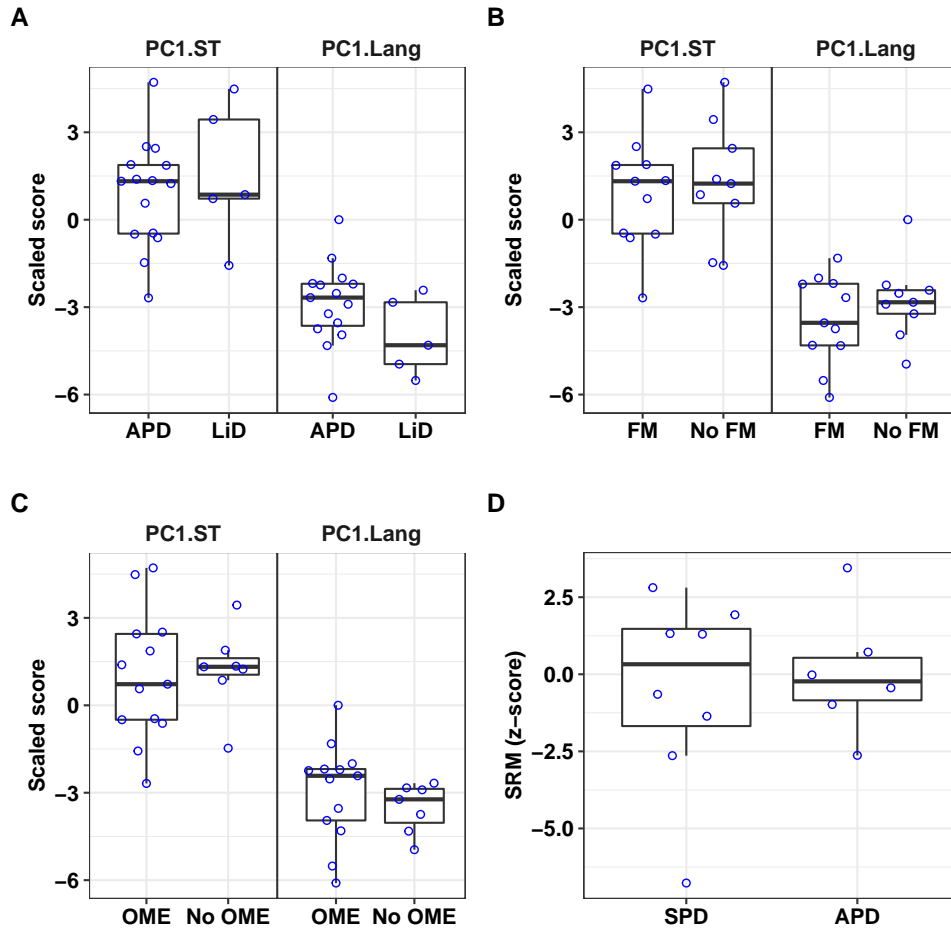 A
PC1.ST PC1.Lang
Scaled score
3
0
−3
−6
APD LiD APD LiD
B
PC1.ST PC1.Lang
Scaled score
3
0
−3
−6
FM No FM FM No FM
C
PC1.ST PC1.Lang
Scaled score
3
0
−3
−6
OME No OME OME No OME
D
SRM (z−score)
2.5
0.0
−2.5
−5.0
SPD APD